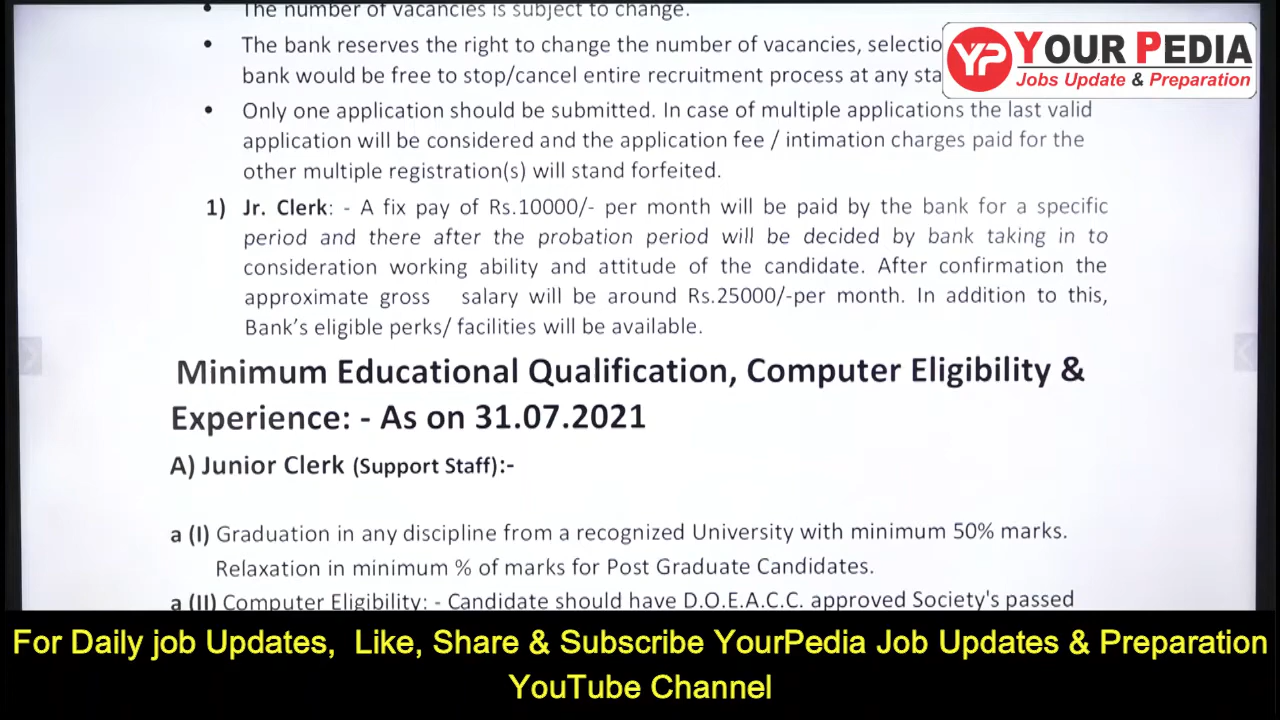 • The number of vacancies is subject to change.
• The bank reserves the right to change the number of vacancies, selectio
bank would be free to stop/cancel entire recruitment process at any sta
YP YOUR PEDIA
Jobs Update & Preparation
• Only one application should be submitted. In case of multiple applications the last valid
application will be considered and the application fee / intimation charges paid for the
other multiple registration(s) will stand forfeited.
1) Jr. Clerk: - A fix pay of Rs.10000/- per month will be paid by the bank for a specific
period and there after the probation period will be decided by bank taking in to
consideration working ability and attitude of the candidate. After confirmation the
approximate gross salary will be around Rs.25000/-per month. In addition to this,
Bank's eligible perks/ facilities will be available.
Minimum Educational Qualification, Computer Eligibility &
Experience: - As on 31.07.2021
A) Junior Clerk (Support Staff):-
a (I) Graduation in any discipline from a recognized University with minimum 50% marks.
Relaxation in minimum % of marks for Post Graduate Candidates.
a (II) Computer Eligibility: - Candidate should have D.O.E.A.C.C. approved Society's passed
For Daily job Updates, Like, Share & Subscribe YourPedia Job Updates & Preparation
YouTube Channel